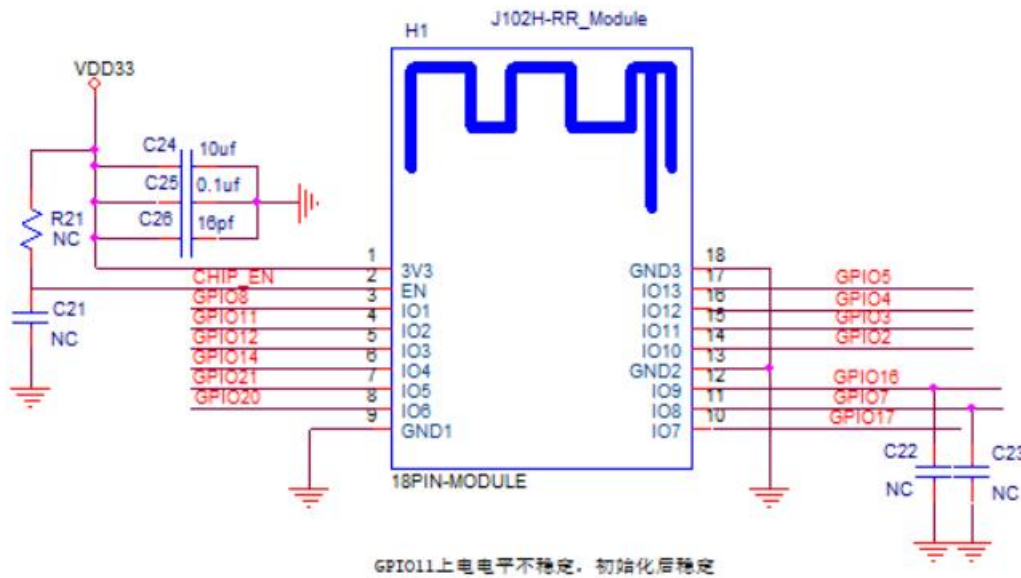 J102H-RR_Module
H1
VDD33
C24 10uf
C25 0.1uf
C26 16pf
R21
NC
C21
NC
1 3V3
CHIP_EN 2 EN
GPIO8 3 IO1
GPIO11 4 IO2
GPIO12 5 IO3
GPIO14 6 IO4
GPIO21 7 IO5
GPIO20 8 IO6
9 GND1
GND3 18
IO13 17 GPIO5
IO12 16 GPIO4
IO11 15 GPIO3
IO10 14 GPIO2
GND2 13
IO9 12 GPIO16
IO8 11 GPIO7
IO7 10 GPIO17
C22
NC
C23
NC
18PIN-MODULE
GPIO11上电电平不稳定，初始化后稳定